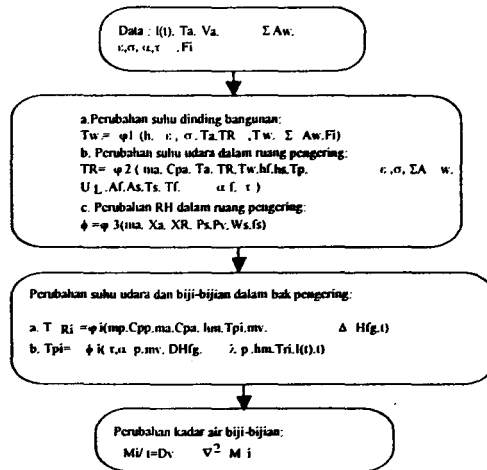 Data : I(t). Ta. Va. Σ Aw.
ε,σ, α,τ .Fi
a.Perubahan suhu dinding bangunan:
Tw.= φ1 (h. ε, σ. Ta.TR ,Tw. Σ Aw.Fi)
b. Perubahan suhu udara dalam ruang pengering:
TR= φ2 ( ma. Cpa. Ta. TR.Tw.hf.hs.Tp. ε,σ, ΣA w.
U L.Af.As.Ts. Tf. α f. τ )
c. Perubahan RH dalam ruang pengering:
ϕ =φ 3(ma. Xa. XR. Ps.Pv.Ws.fs)
Perubahan suhu udara dan biji-bijian dalam bak pengering:
a. T Ri =φi(mp.Cpp.ma.Cpa. hm.Tpi.mv. Δ Hfg.t)
b. Tpi= ϕ i( τ,α p.mv. DHfg. λ p.hm.Tri.I(t).t)
Perubahan kadar air biji-bijian:
Mi/ t=Dv ∇² M i